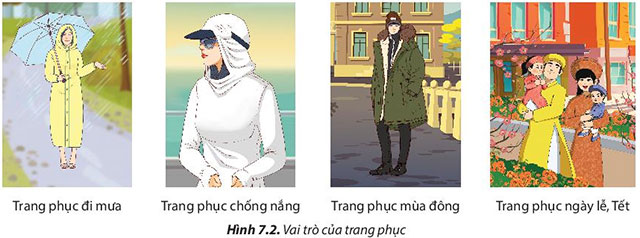 Trang phục đi mưa
Trang phục chống nắng
Trang phục mùa đông
Trang phục ngày lễ, Tết
Hình 7.2. Vai trò của trang phục